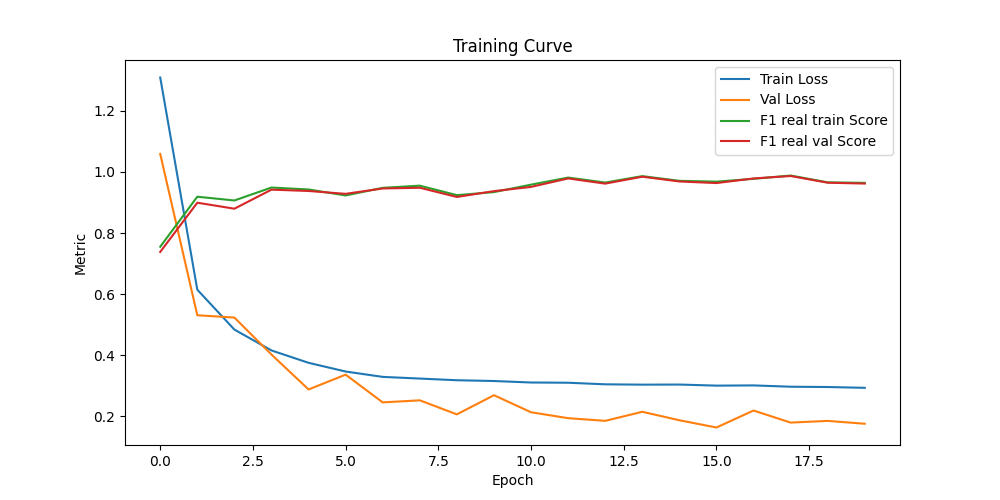 Training Curve
Train Loss
Val Loss
F1 real train Score
F1 real val Score
Metric
1.2
1.0
0.8
0.6
0.4
0.2
0.0 2.5 5.0 7.5 10.0 12.5 15.0 17.5
Epoch